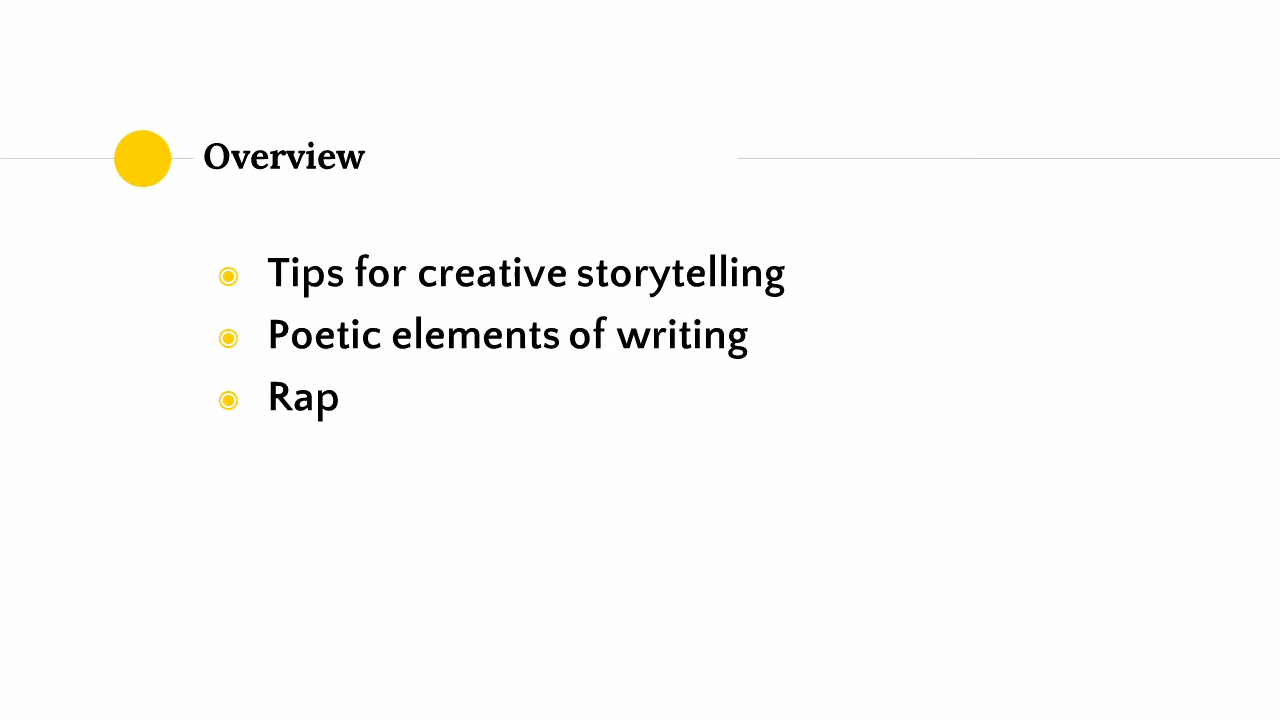 Overview
Tips for creative storytelling
Poetic elements of writing
Rap